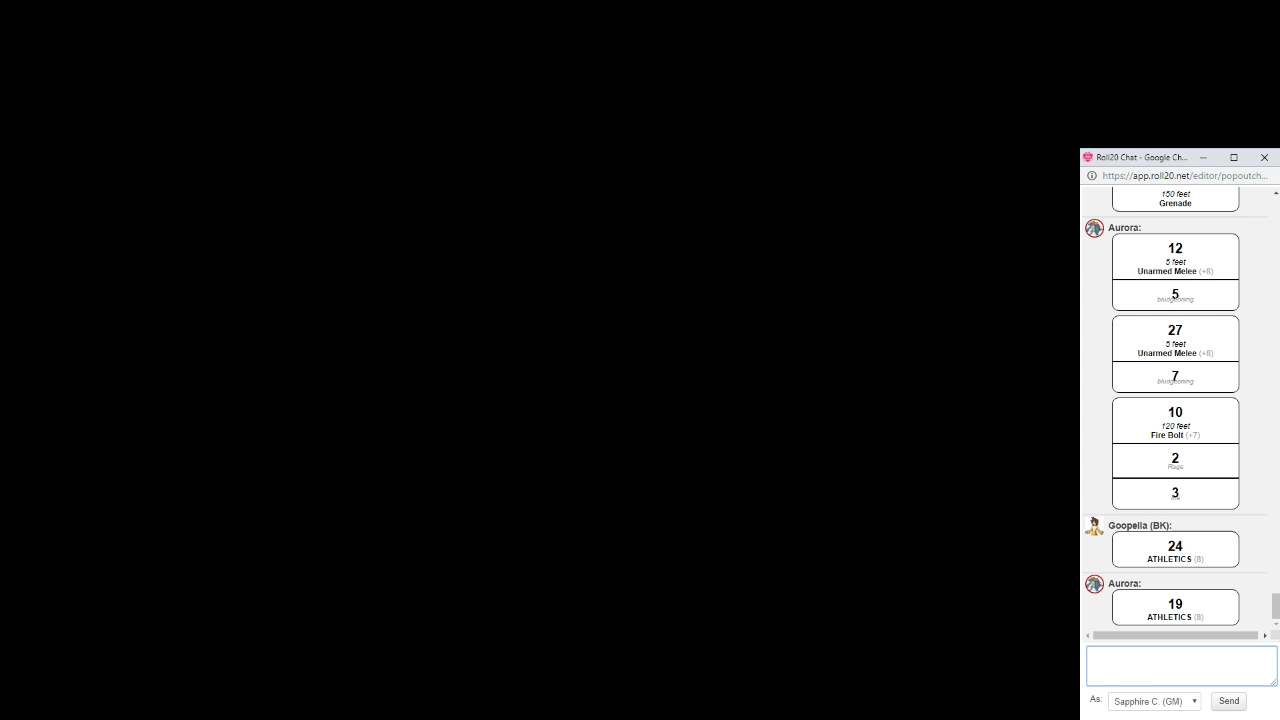 Roll20 Chat - Google Ch...
https://app.roll20.net/editor/popoutch...
150 feet
Grenade
Aurora:
12
5 feet
Unarmed Melee (+8)
5
bludgeoning
27
5 feet
Unarmed Melee (+8)
7
bludgeoning
10
120 feet
Fire Bolt (+7)
2
Rage
3
Goopella (BK):
24
ATHLETICS (8)
Aurora:
19
ATHLETICS (8)
As:
Sapphire C. (GM)
Send